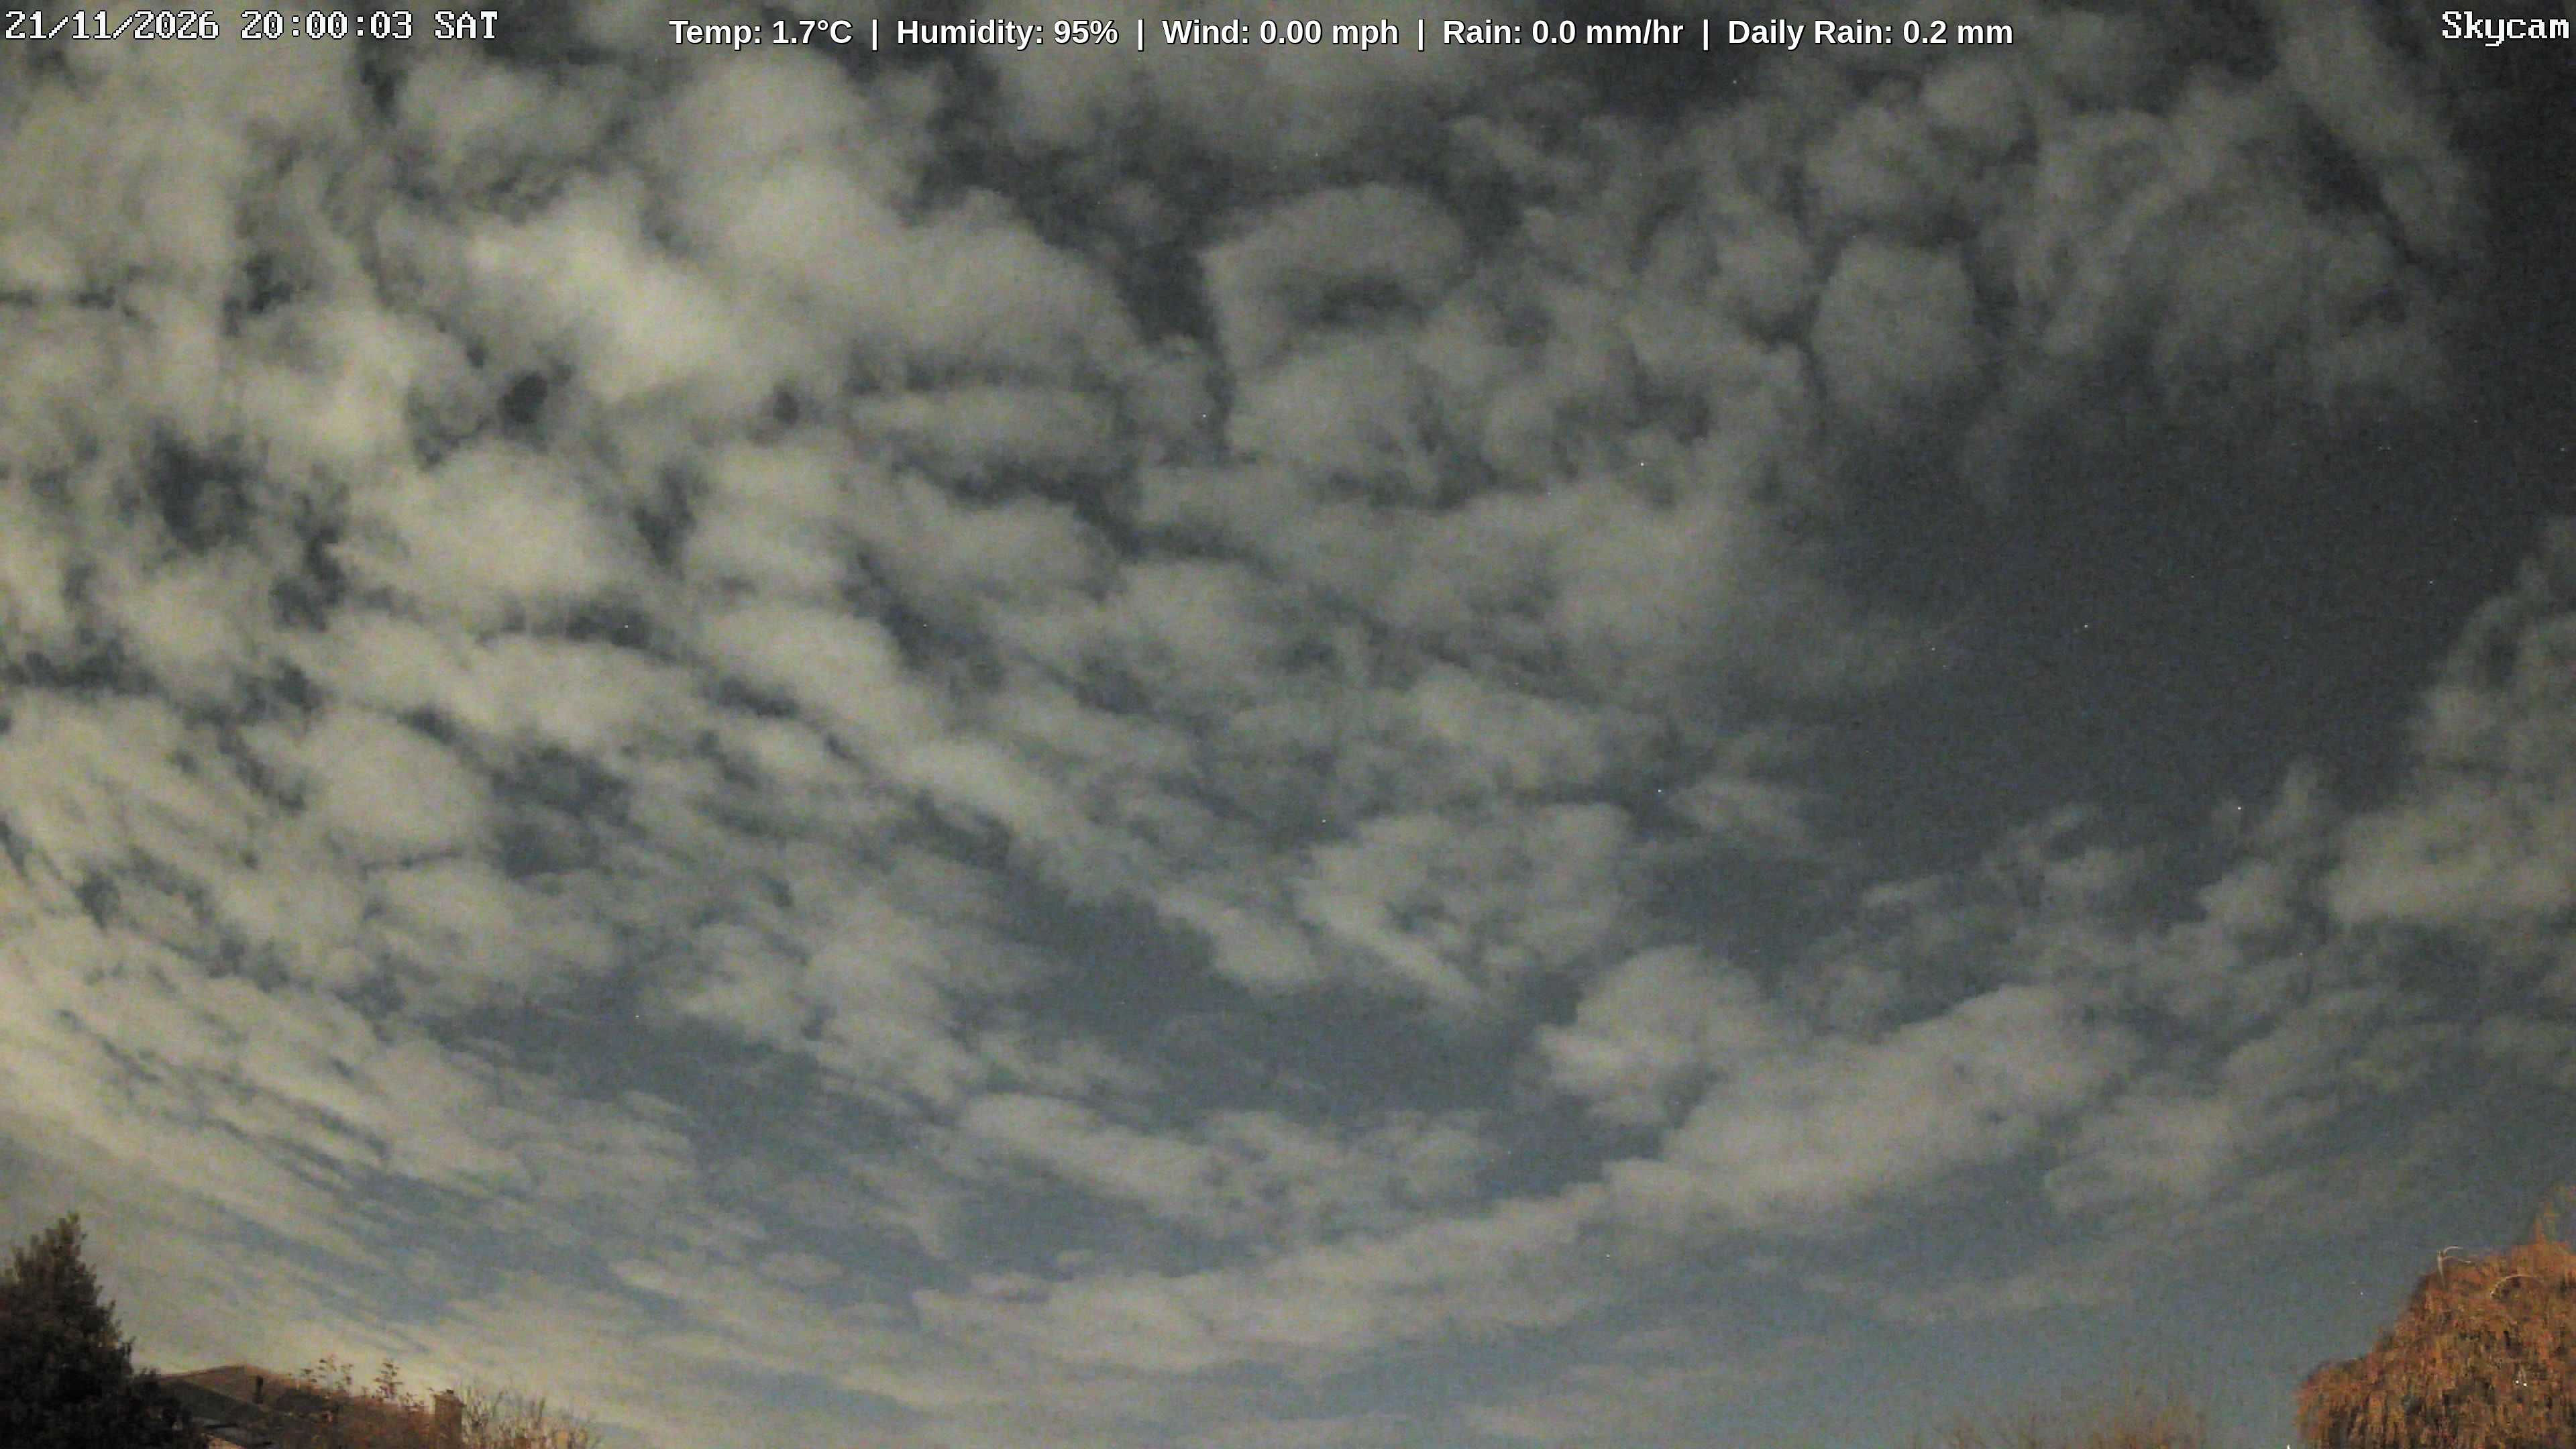 21/11/2026 20:00:03 SAT
Temp: 1.7°C | Humidity: 95% | Wind: 0.00 mph | Rain: 0.0 mm/hr | Daily Rain: 0.2 mm
Skycam